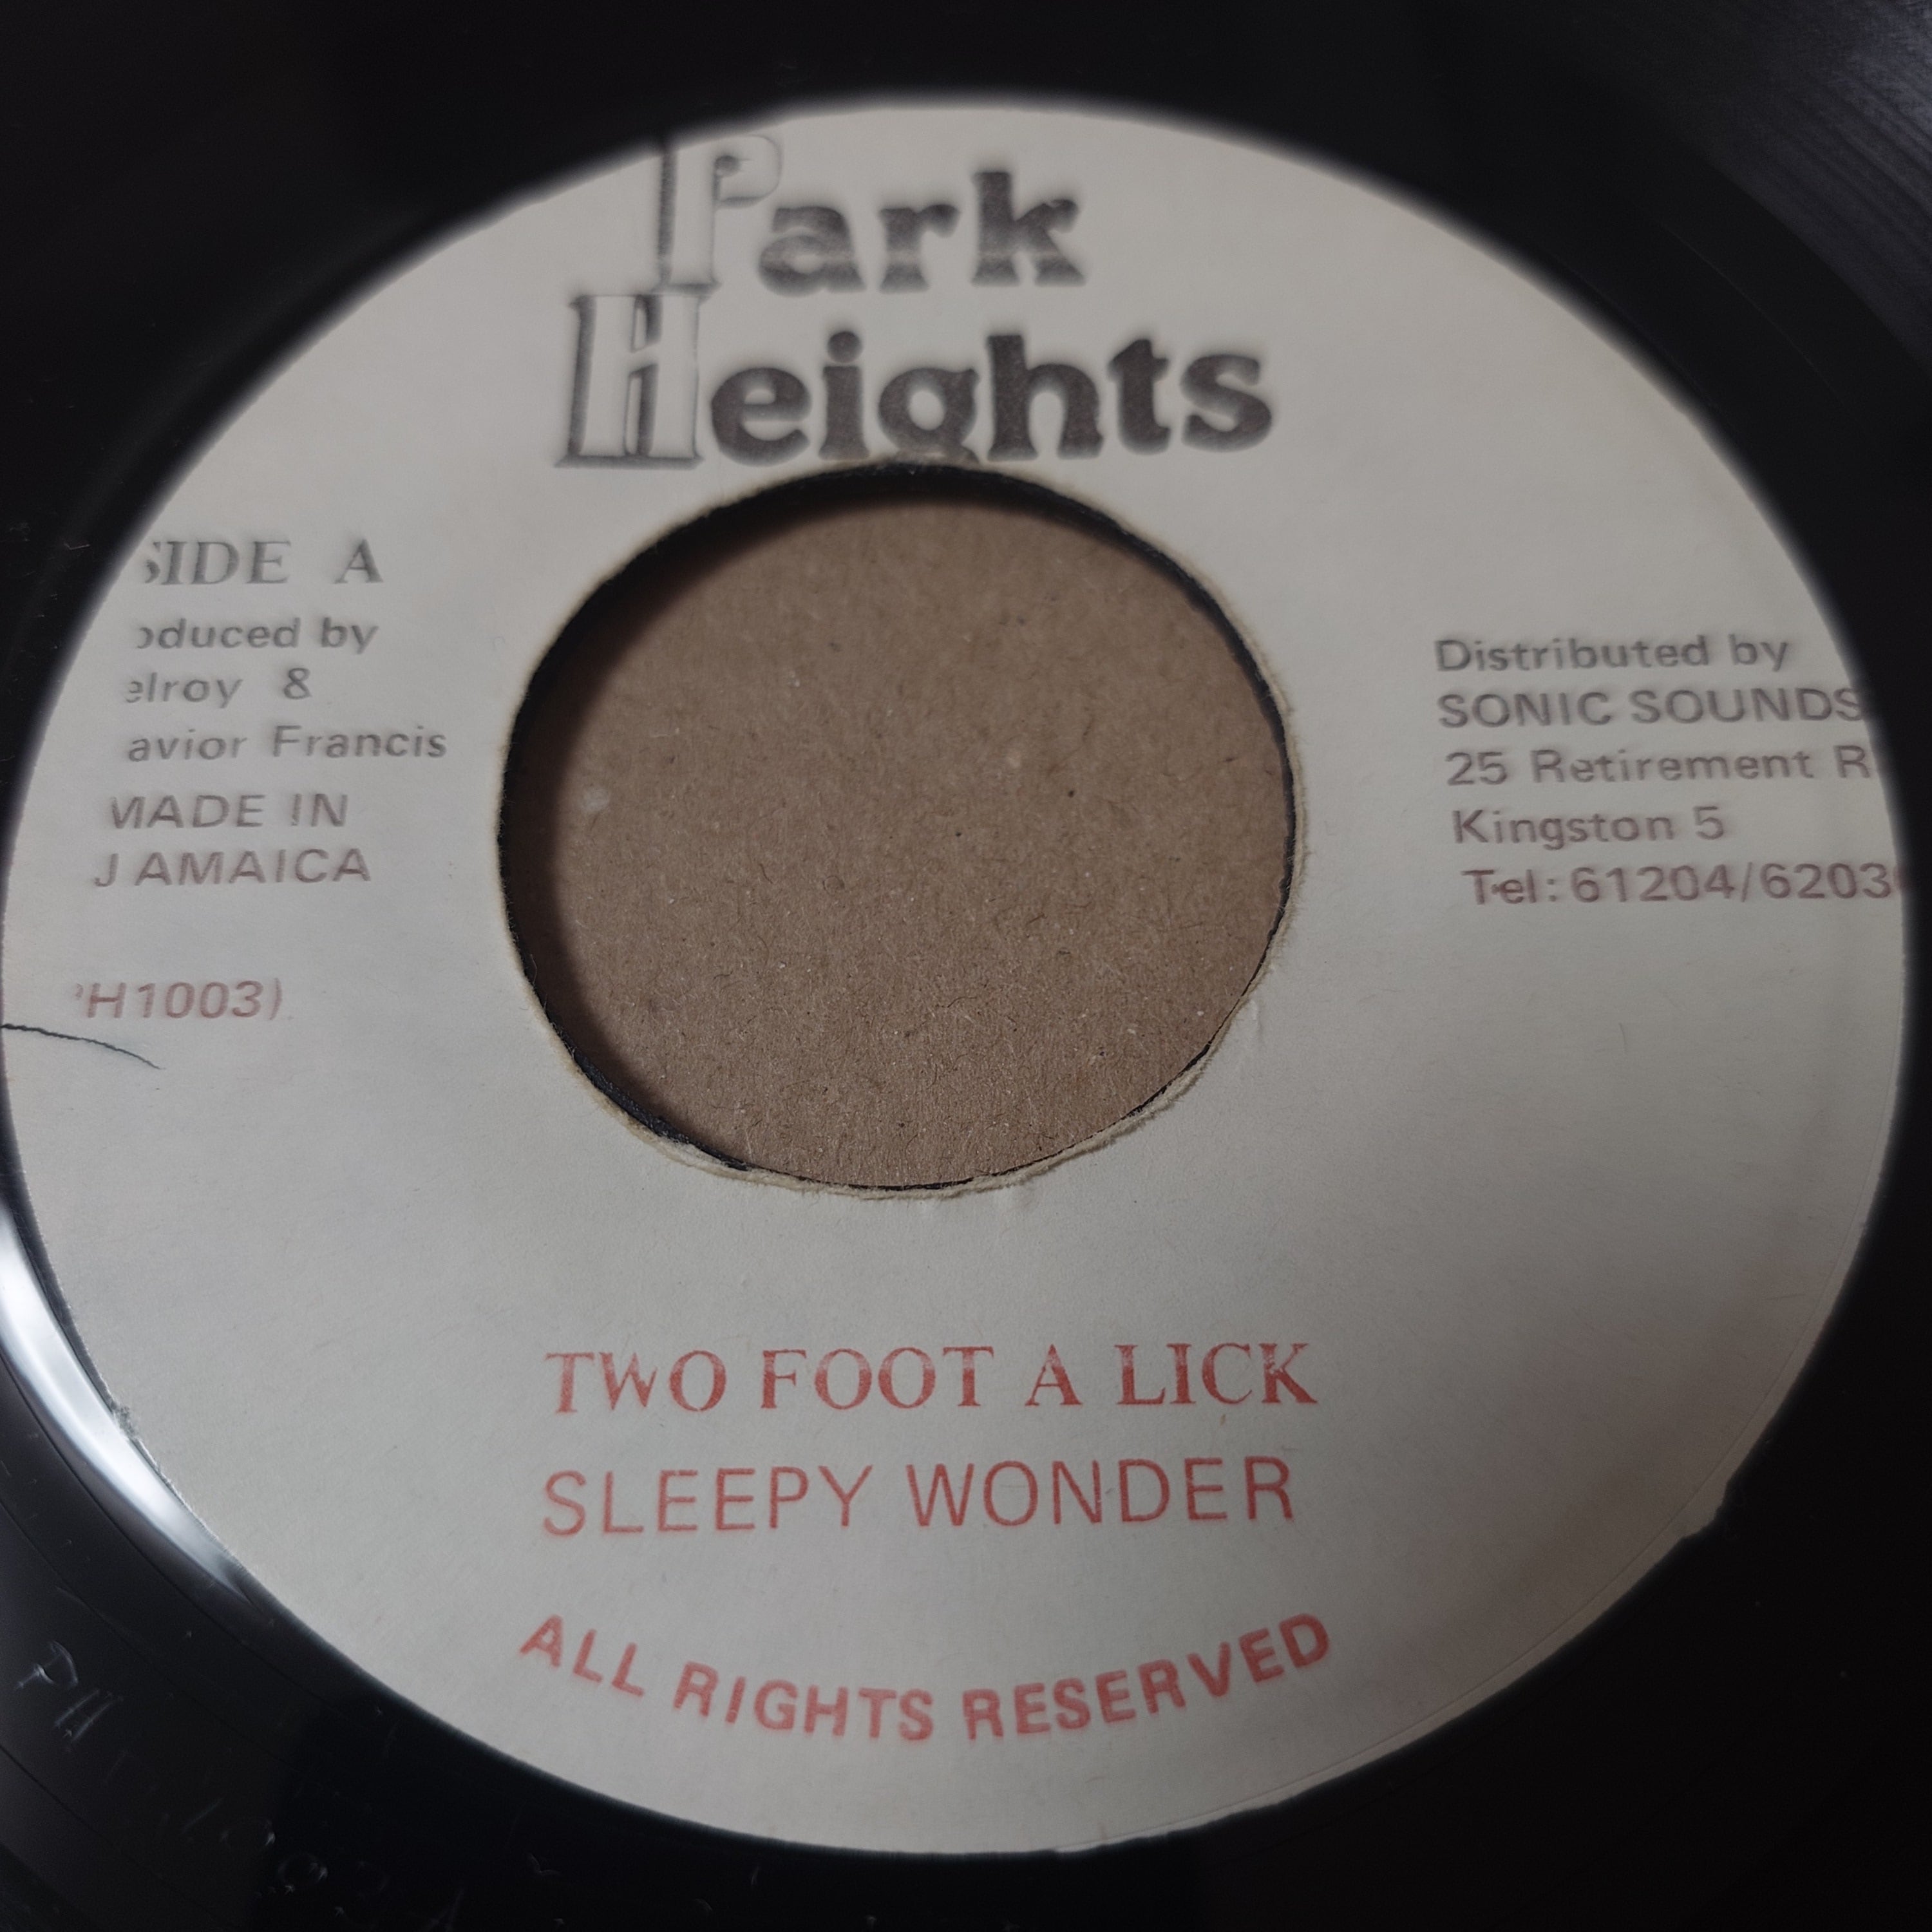 Park
Heights
SIDE A
oduced by
elroy &
avior Francis
MADE IN
JAMAICA
PH1003)
Distributed by
SONIC SOUNDS
25 Retirement R
Kingston 5
Tel: 61204/6203
TWO FOOT A LICK
SLEEPY WONDER
ALL RIGHTS RESERVED